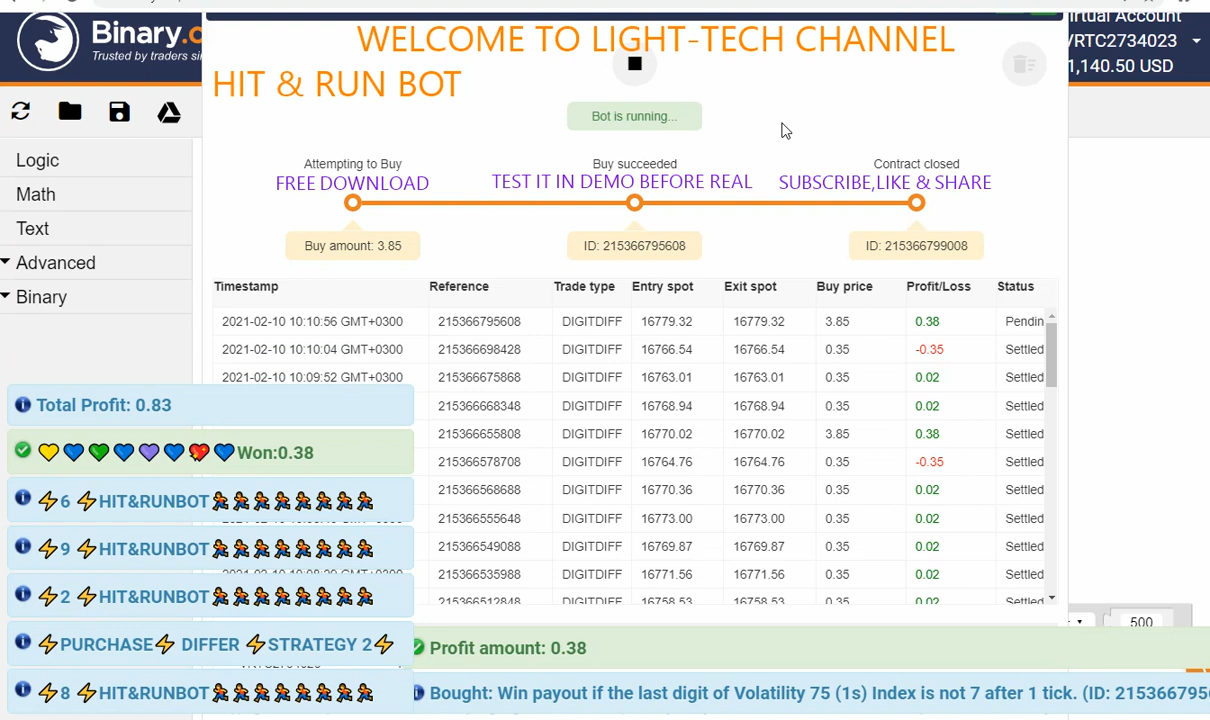 Binary.c
Trusted by traders si
WELCOME TO LIGHT-TECH CHANNEL
HIT & RUN BOT
Virtual Account
VRTC2734023
1,140.50 USD
Bot is running...
Logic
Math
Text
Advanced
Binary
Attempting to Buy
Buy succeeded
Contract closed
FREE DOWNLOAD
TEST IT IN DEMO BEFORE REAL
SUBSCRIBE,LIKE & SHARE
Buy amount: 3.85
ID: 215366795608
ID: 215366799008
Timestamp Reference Trade type Entry spot Exit spot Buy price Profit/Loss Status
2021-02-10 10:10:56 GMT+0300 215366795608 DIGITDIFF 16779.32 16779.32 3.85 0.38 Pendin
2021-02-10 10:10:04 GMT+0300 215366698428 DIGITDIFF 16766.54 16766.54 0.35 -0.35 Settled
2021-02-10 10:09:52 GMT+0300 215366675868 DIGITDIFF 16763.01 16763.01 0.35 0.02 Settled
215366668348 DIGITDIFF 16768.94 16768.94 0.35 0.02 Settled
215366655808 DIGITDIFF 16770.02 16770.02 3.85 0.38 Settled
215366578708 DIGITDIFF 16764.76 16764.76 0.35 -0.35 Settled
215366568688 DIGITDIFF 16770.36 16770.36 0.35 0.02 Settled
215366555648 DIGITDIFF 16773.00 16773.00 0.35 0.02 Settled
215366549088 DIGITDIFF 16769.87 16769.87 0.35 0.02 Settled
215366535988 DIGITDIFF 16771.56 16771.56 0.35 0.02 Settled
215366512848 DIGITDIFF 16758.53 16758.53 0.35 0.02 Settled
Total Profit: 0.83
Won:0.38
⚡6 ⚡HIT&RUNBOT
⚡9 ⚡HIT&RUNBOT
⚡2 ⚡HIT&RUNBOT
⚡PURCHASE⚡ DIFFER ⚡STRATEGY 2⚡
⚡8 ⚡HIT&RUNBOT
500
Profit amount: 0.38
Bought: Win payout if the last digit of Volatility 75 (1s) Index is not 7 after 1 tick. (ID: 215366795